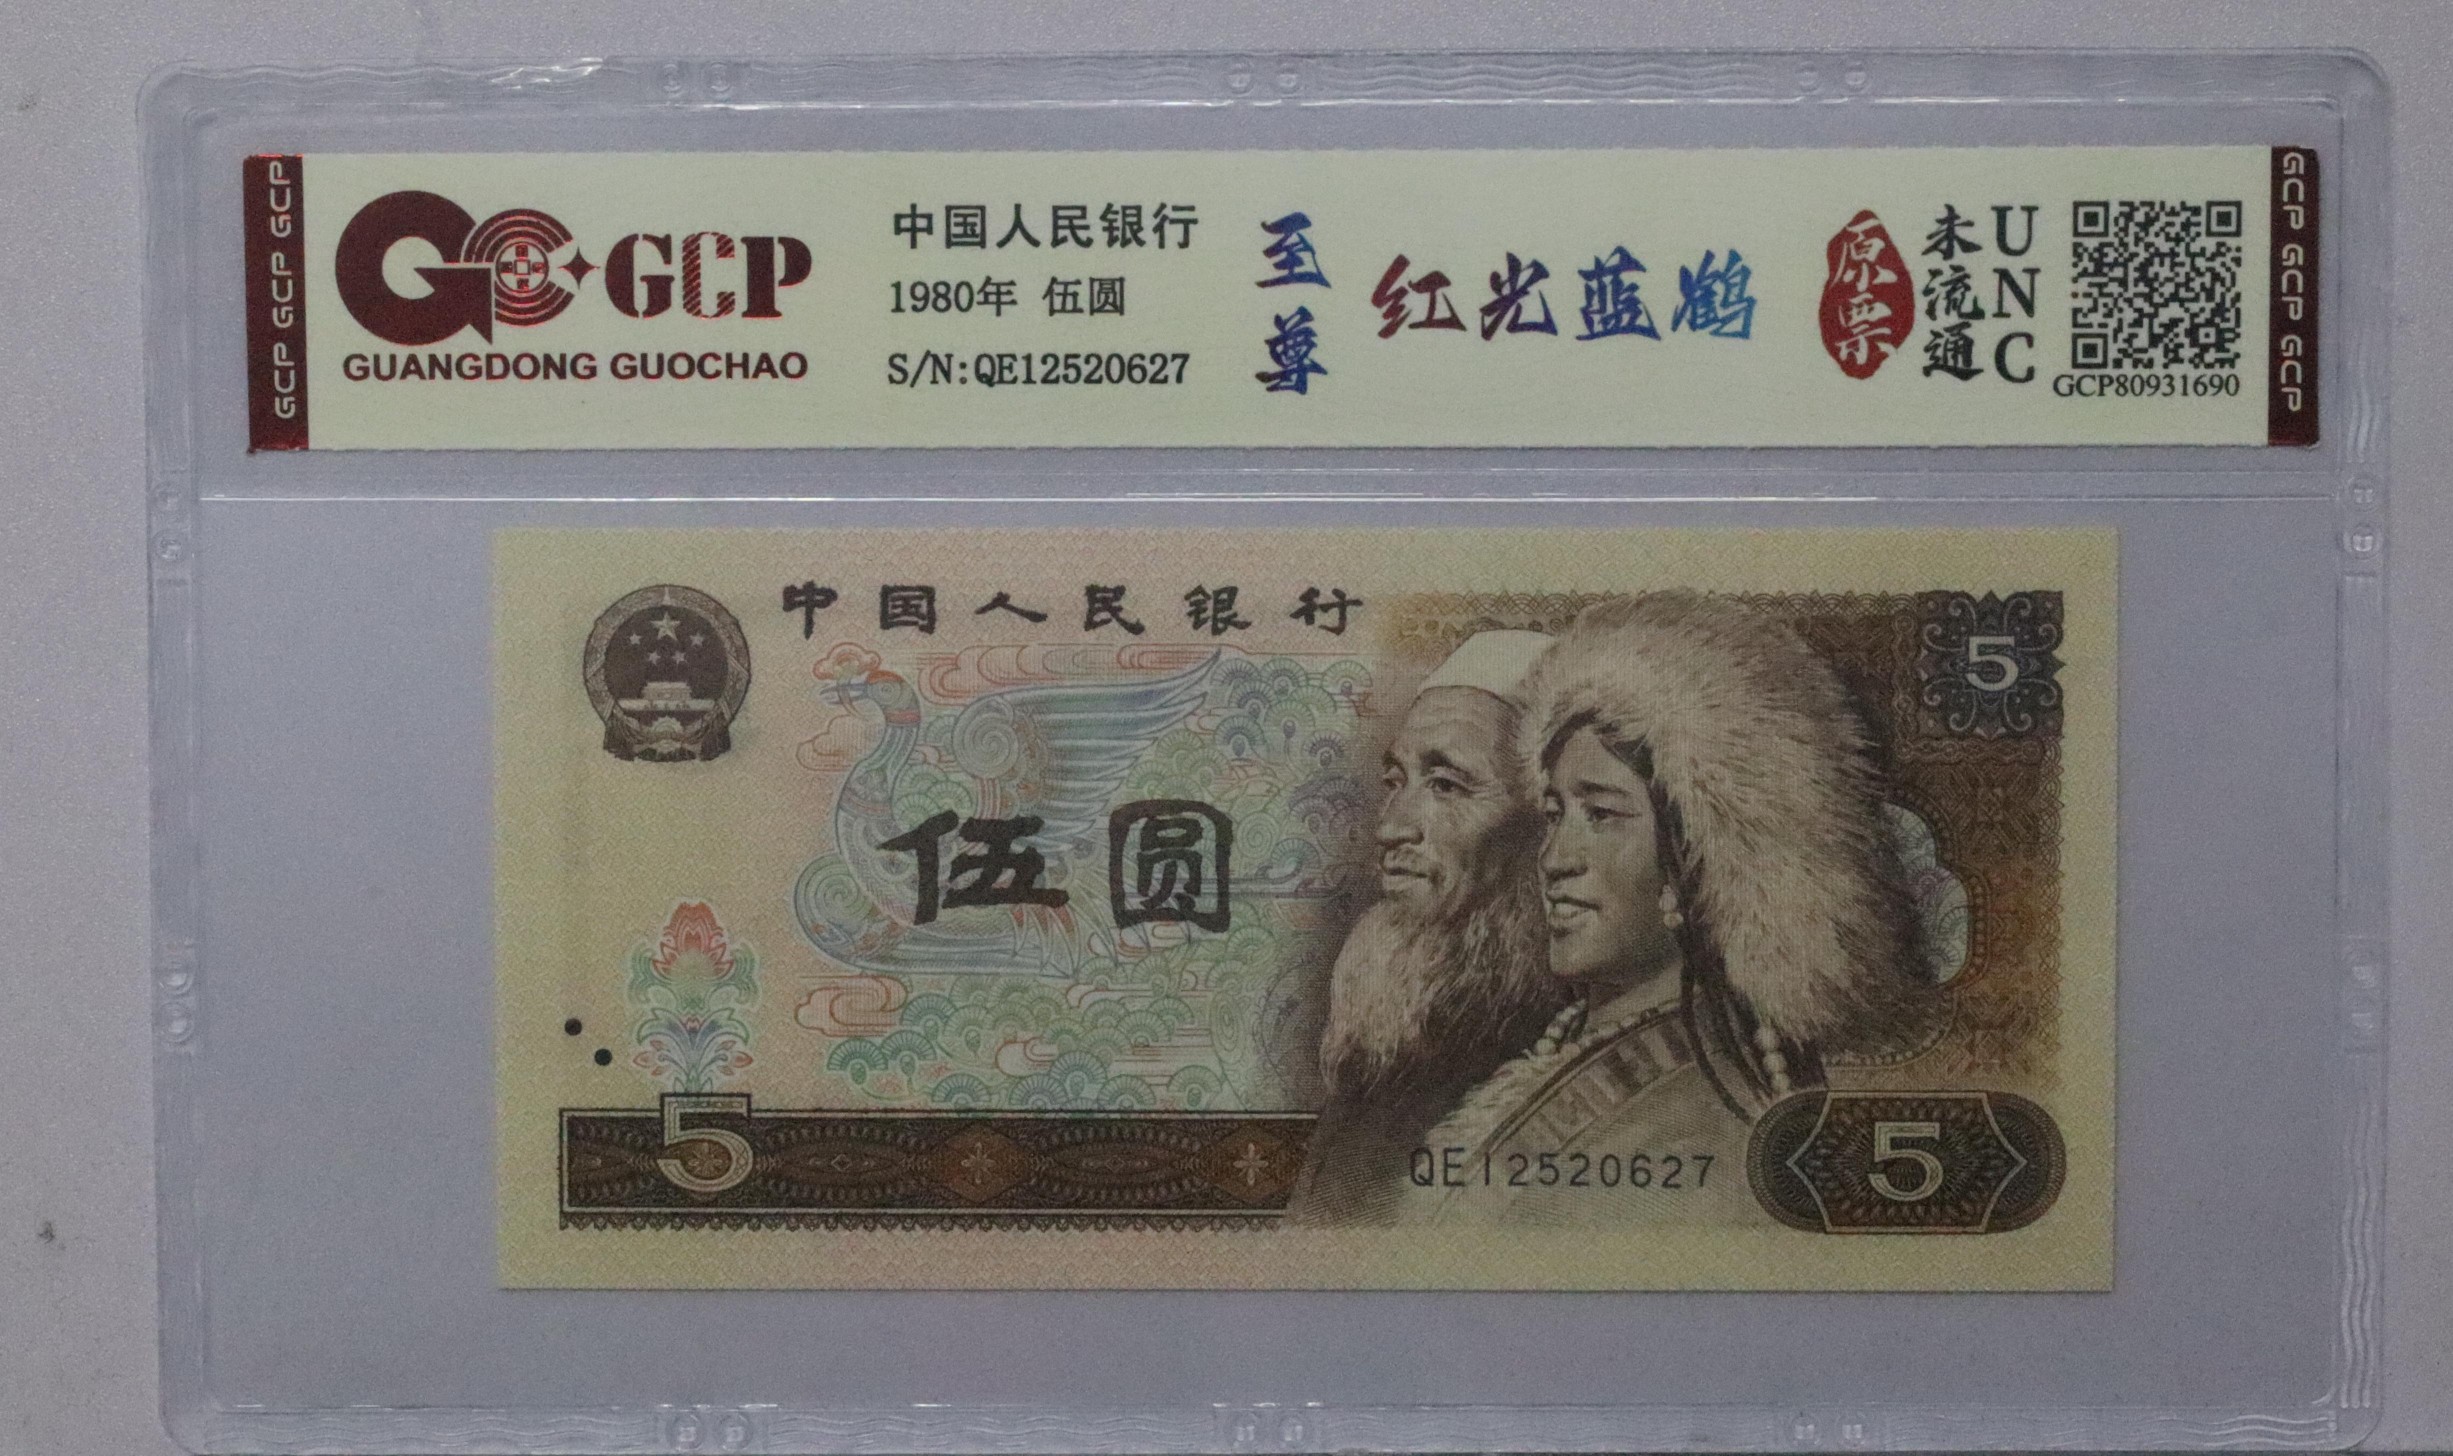 GCP GCP GCP
GCP
GUANGDONG GUOCHAO
中国人民银行
1980年 伍圆
S/N:QE12520627
至尊
红光蓝鹤
原票
未流通
UNC
GCP80931690
GCP GCP GCP
中国人民银行
5
伍圆
5
QE12520627
5